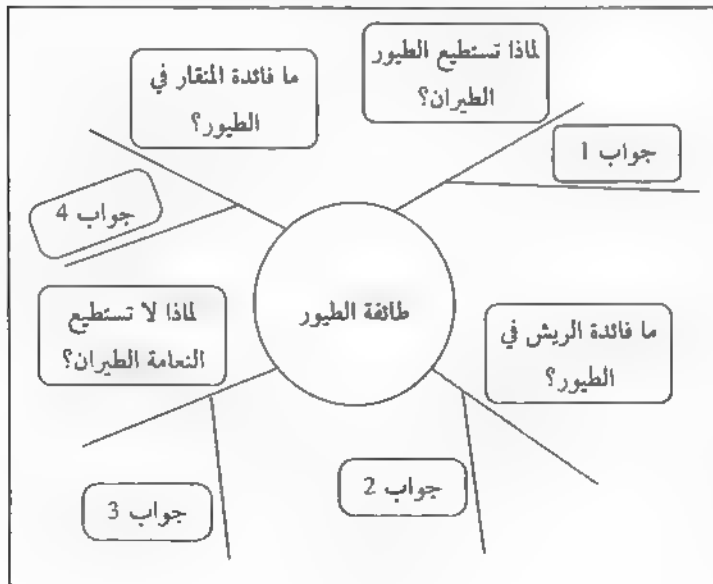 لماذا تستطيع الطيور
الطيران؟
جواب 1
ما فائدة المنقار في
الطيور؟
جواب 4
طائفة الطيور
ما فائدة الريش في
الطيور؟
جواب 2
لماذا لا تستطيع
النعامة الطيران؟
جواب 3